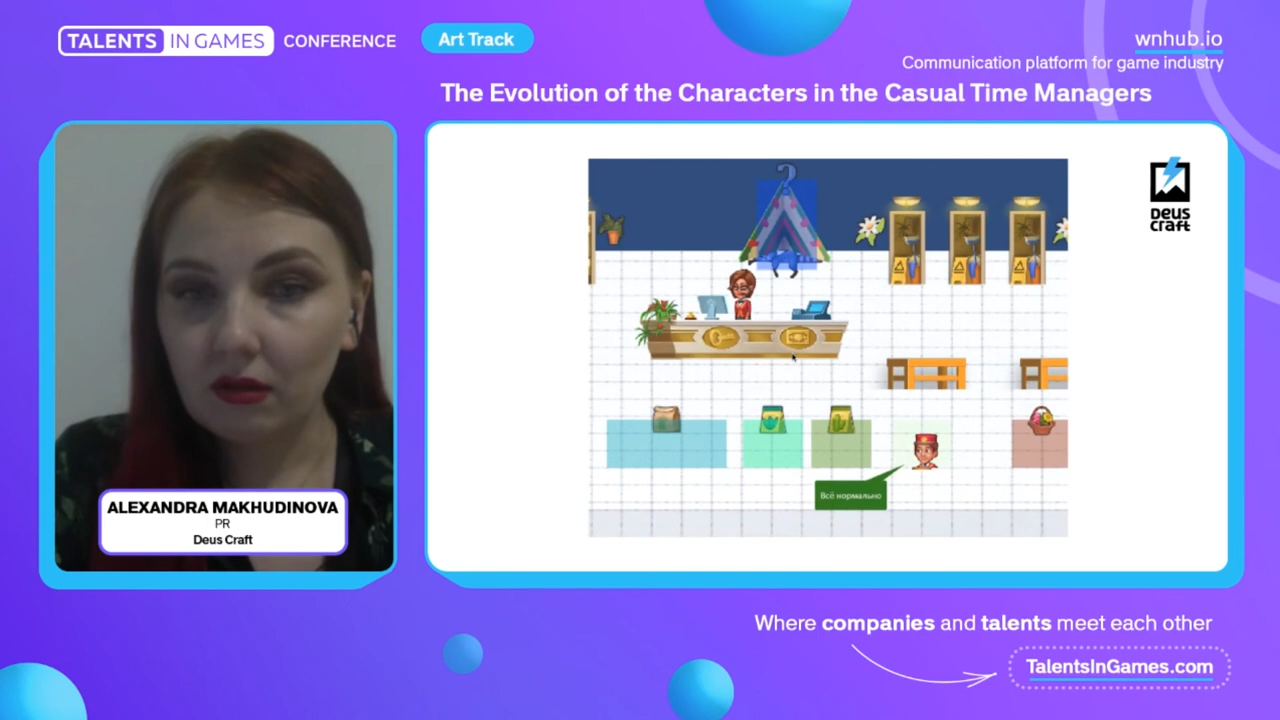 TALENTS IN GAMES CONFERENCE
Art Track
wnhub.io
Communication platform for game industry
The Evolution of the Characters in the Casual Time Managers
DEUS
craft
Всё нормально
ALEXANDRA MAKHUDINOVA
PR
Deus Craft
Where companies and talents meet each other
TalentsInGames.com